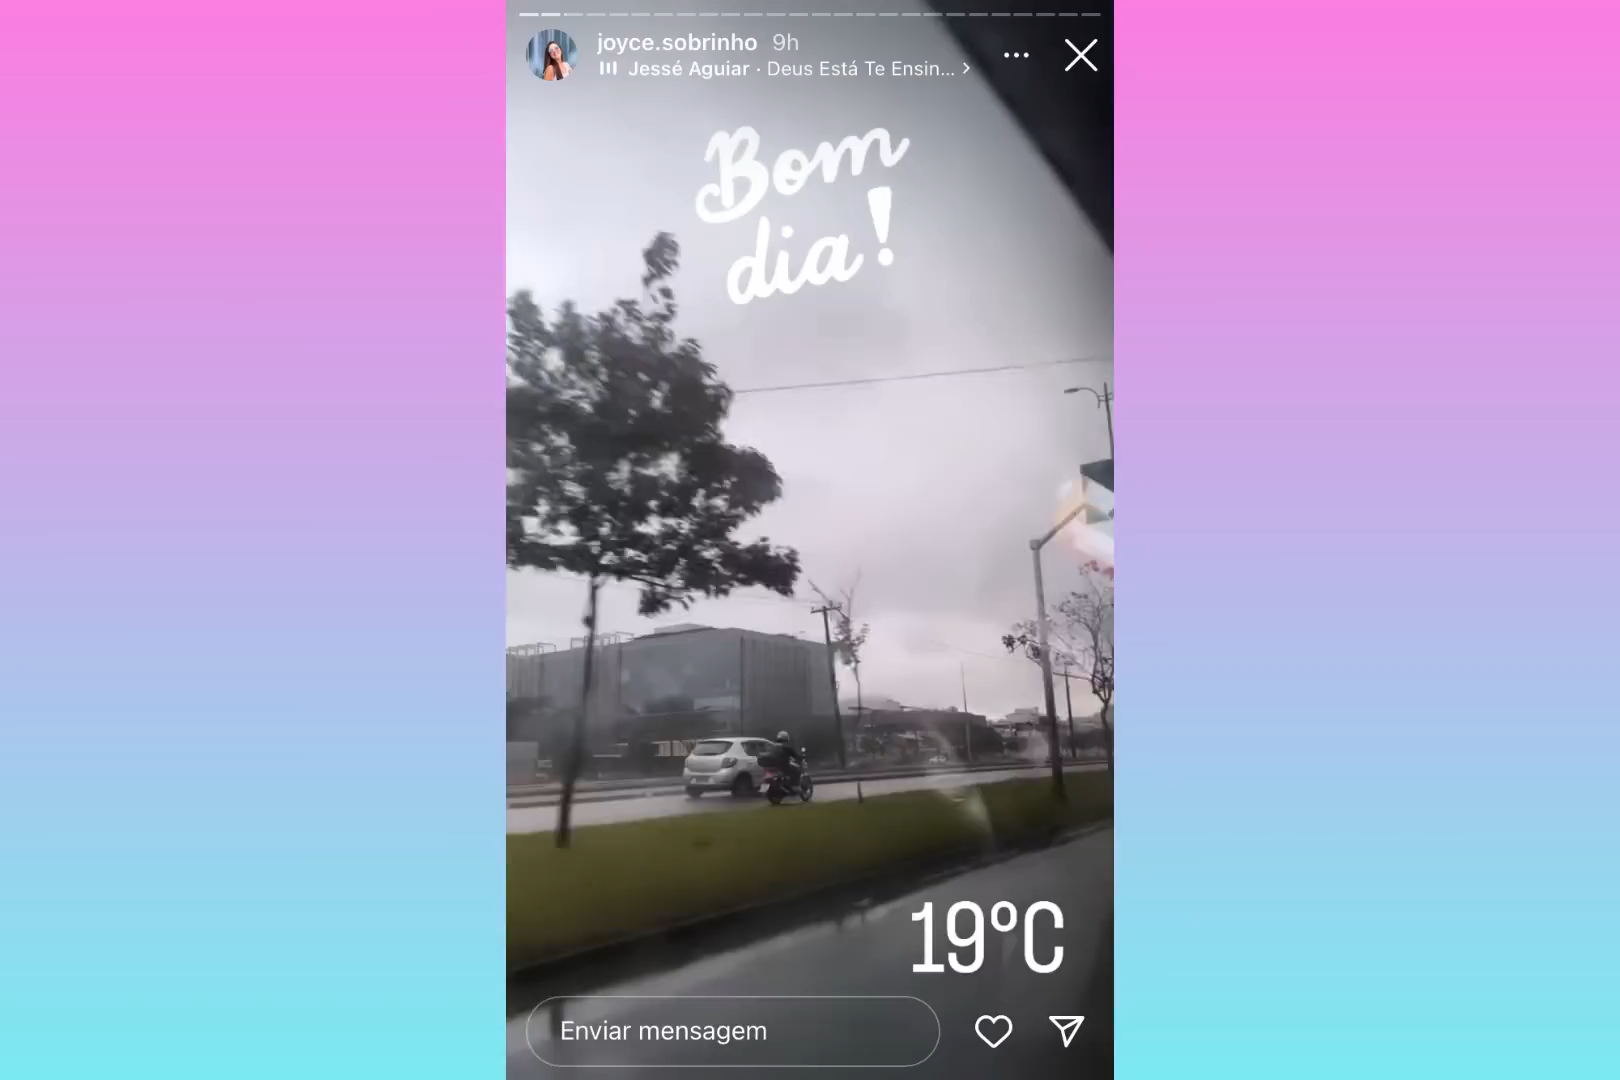 joyce.sobrinho 9h
Jessé Aguiar · Deus Está Te Ensin...
Bom
dia!
19°C
Enviar mensagem